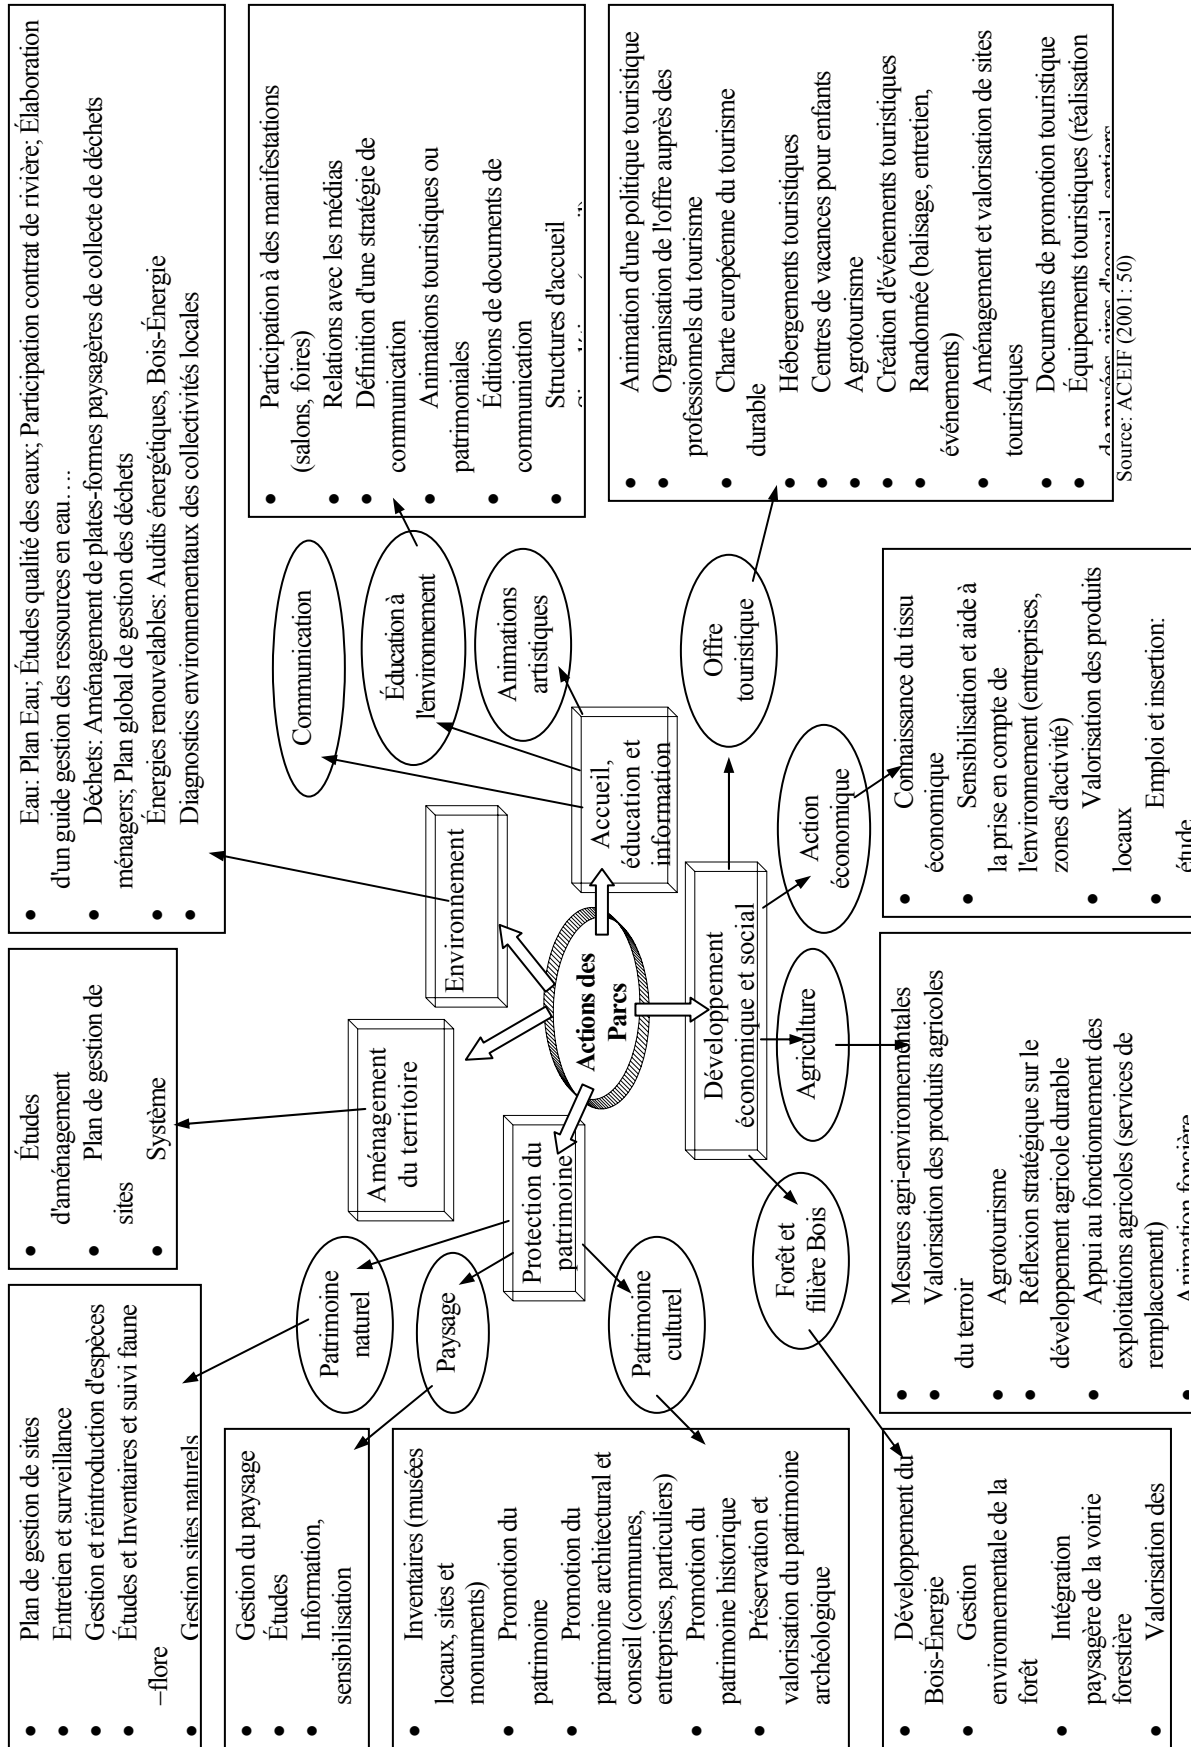 • Plan de gestion de sites
• Entretien et surveillance
• Gestion et réintroduction d'espèces
• Études et Inventaires et suivi faune
–flore
• Gestion sites naturels
• Études
d'aménagement
• Plan de gestion de
sites
• Système
• Eau: Plan Eau; Études qualité des eaux; Participation contrat de rivière; Élaboration
d'un guide gestion des ressources en eau….
• Déchets: Aménagement de plates-formes paysagères de collecte de déchets
ménagers; Plan global de gestion des déchets
• Énergies renouvelables: Audits énergétiques, Bois-Énergie
• Diagnostics environnementaux des collectivités locales
• Gestion du paysage
• Études
• Information,
sensibilisation
Patrimoine
naturel
Paysage
Aménagement
du territoire
Environnement
Communication
Éducation à
l'environnement
Animations
artistiques
• Participation à des manifestations
(salons, foires)
• Relations avec les médias
• Définition d'une stratégie de
communication
• Animations touristiques ou
patrimoniales
• Éditions de documents de
communication
• Structures d'accueil
• Inventaires (musées
locaux, sites et
monuments)
• Promotion du
patrimoine
• Promotion du
patrimoine architectural et
conseil (communes,
entreprises, particuliers)
• Promotion du
patrimoine historique
• Préservation et
valorisation du patrimoine
archéologique
Protection du
patrimoine
Patrimoine
culturel
Actions des
Parcs
Accueil,
éducation et
information
Développement
économique et social
Offre
touristique
• Animation d'une politique touristique
• Organisation de l'offre auprès des
professionnels du tourisme
• Charte européenne du tourisme
durable
• Hébergements touristiques
• Centres de vacances pour enfants
• Agrotourisme
• Création d'événements touristiques
• Randonnée (balisage, entretien,
événements)
• Aménagement et valorisation de sites
touristiques
• Documents de promotion touristique
• Équipements touristiques (réalisation
de musées, aires d'accueil, sentiers
Source: ACEIF (2001: 50)
Forêt et
filière Bois
Agriculture
Action
économique
• Développement du
Bois-Énergie
• Gestion
environnementale de la
forêt
• Intégration
paysagère de la voirie
forestière
• Valorisation des
• Mesures agri-environnementales
• Valorisation des produits agricoles
du terroir
• Agrotourisme
• Réflexion stratégique sur le
développement agricole durable
• Appui au fonctionnement des
exploitations agricoles (services de
remplacement)
• Animation foncière
• Connaissance du tissu
économique
• Sensibilisation et aide à
la prise en compte de
l'environnement (entreprises,
zones d'activité)
• Valorisation des produits
locaux
• Emploi et insertion:
étude